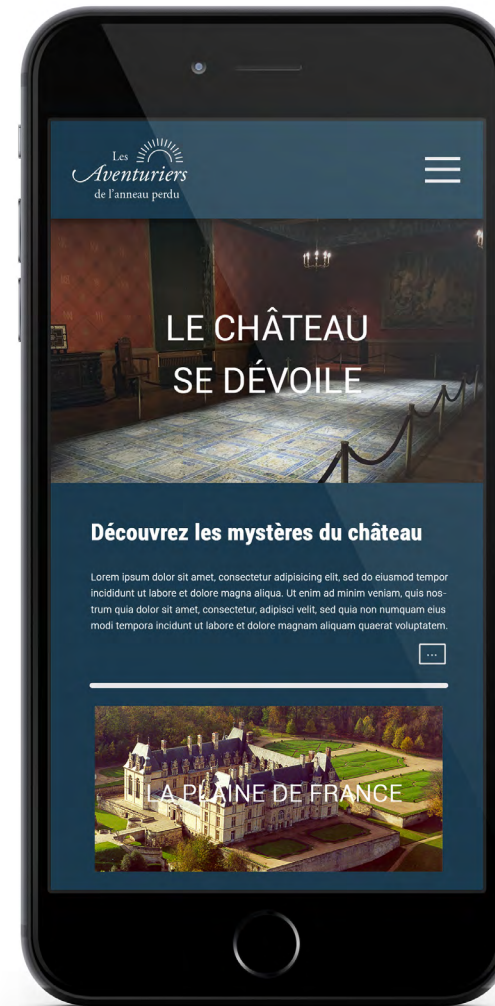 Les
Aventuriers
de l'anneau perdu
LE CHÂTEAU
SE DÉVOILE
Découvrez les mystères du château
Lorem ipsum dolor sit amet, consectetur adipisicing elit, sed do eiusmod tempor
incididunt ut labore et dolore magna aliqua. Ut enim ad minim veniam, quis nos-
trum quia dolor sit amet, consectetur, adipisci velit, sed quia non numquam eius
modi tempora incidunt ut labore et dolore magnam aliquam quaerat voluptatem.
...
LA PLAINE DE FRANCE